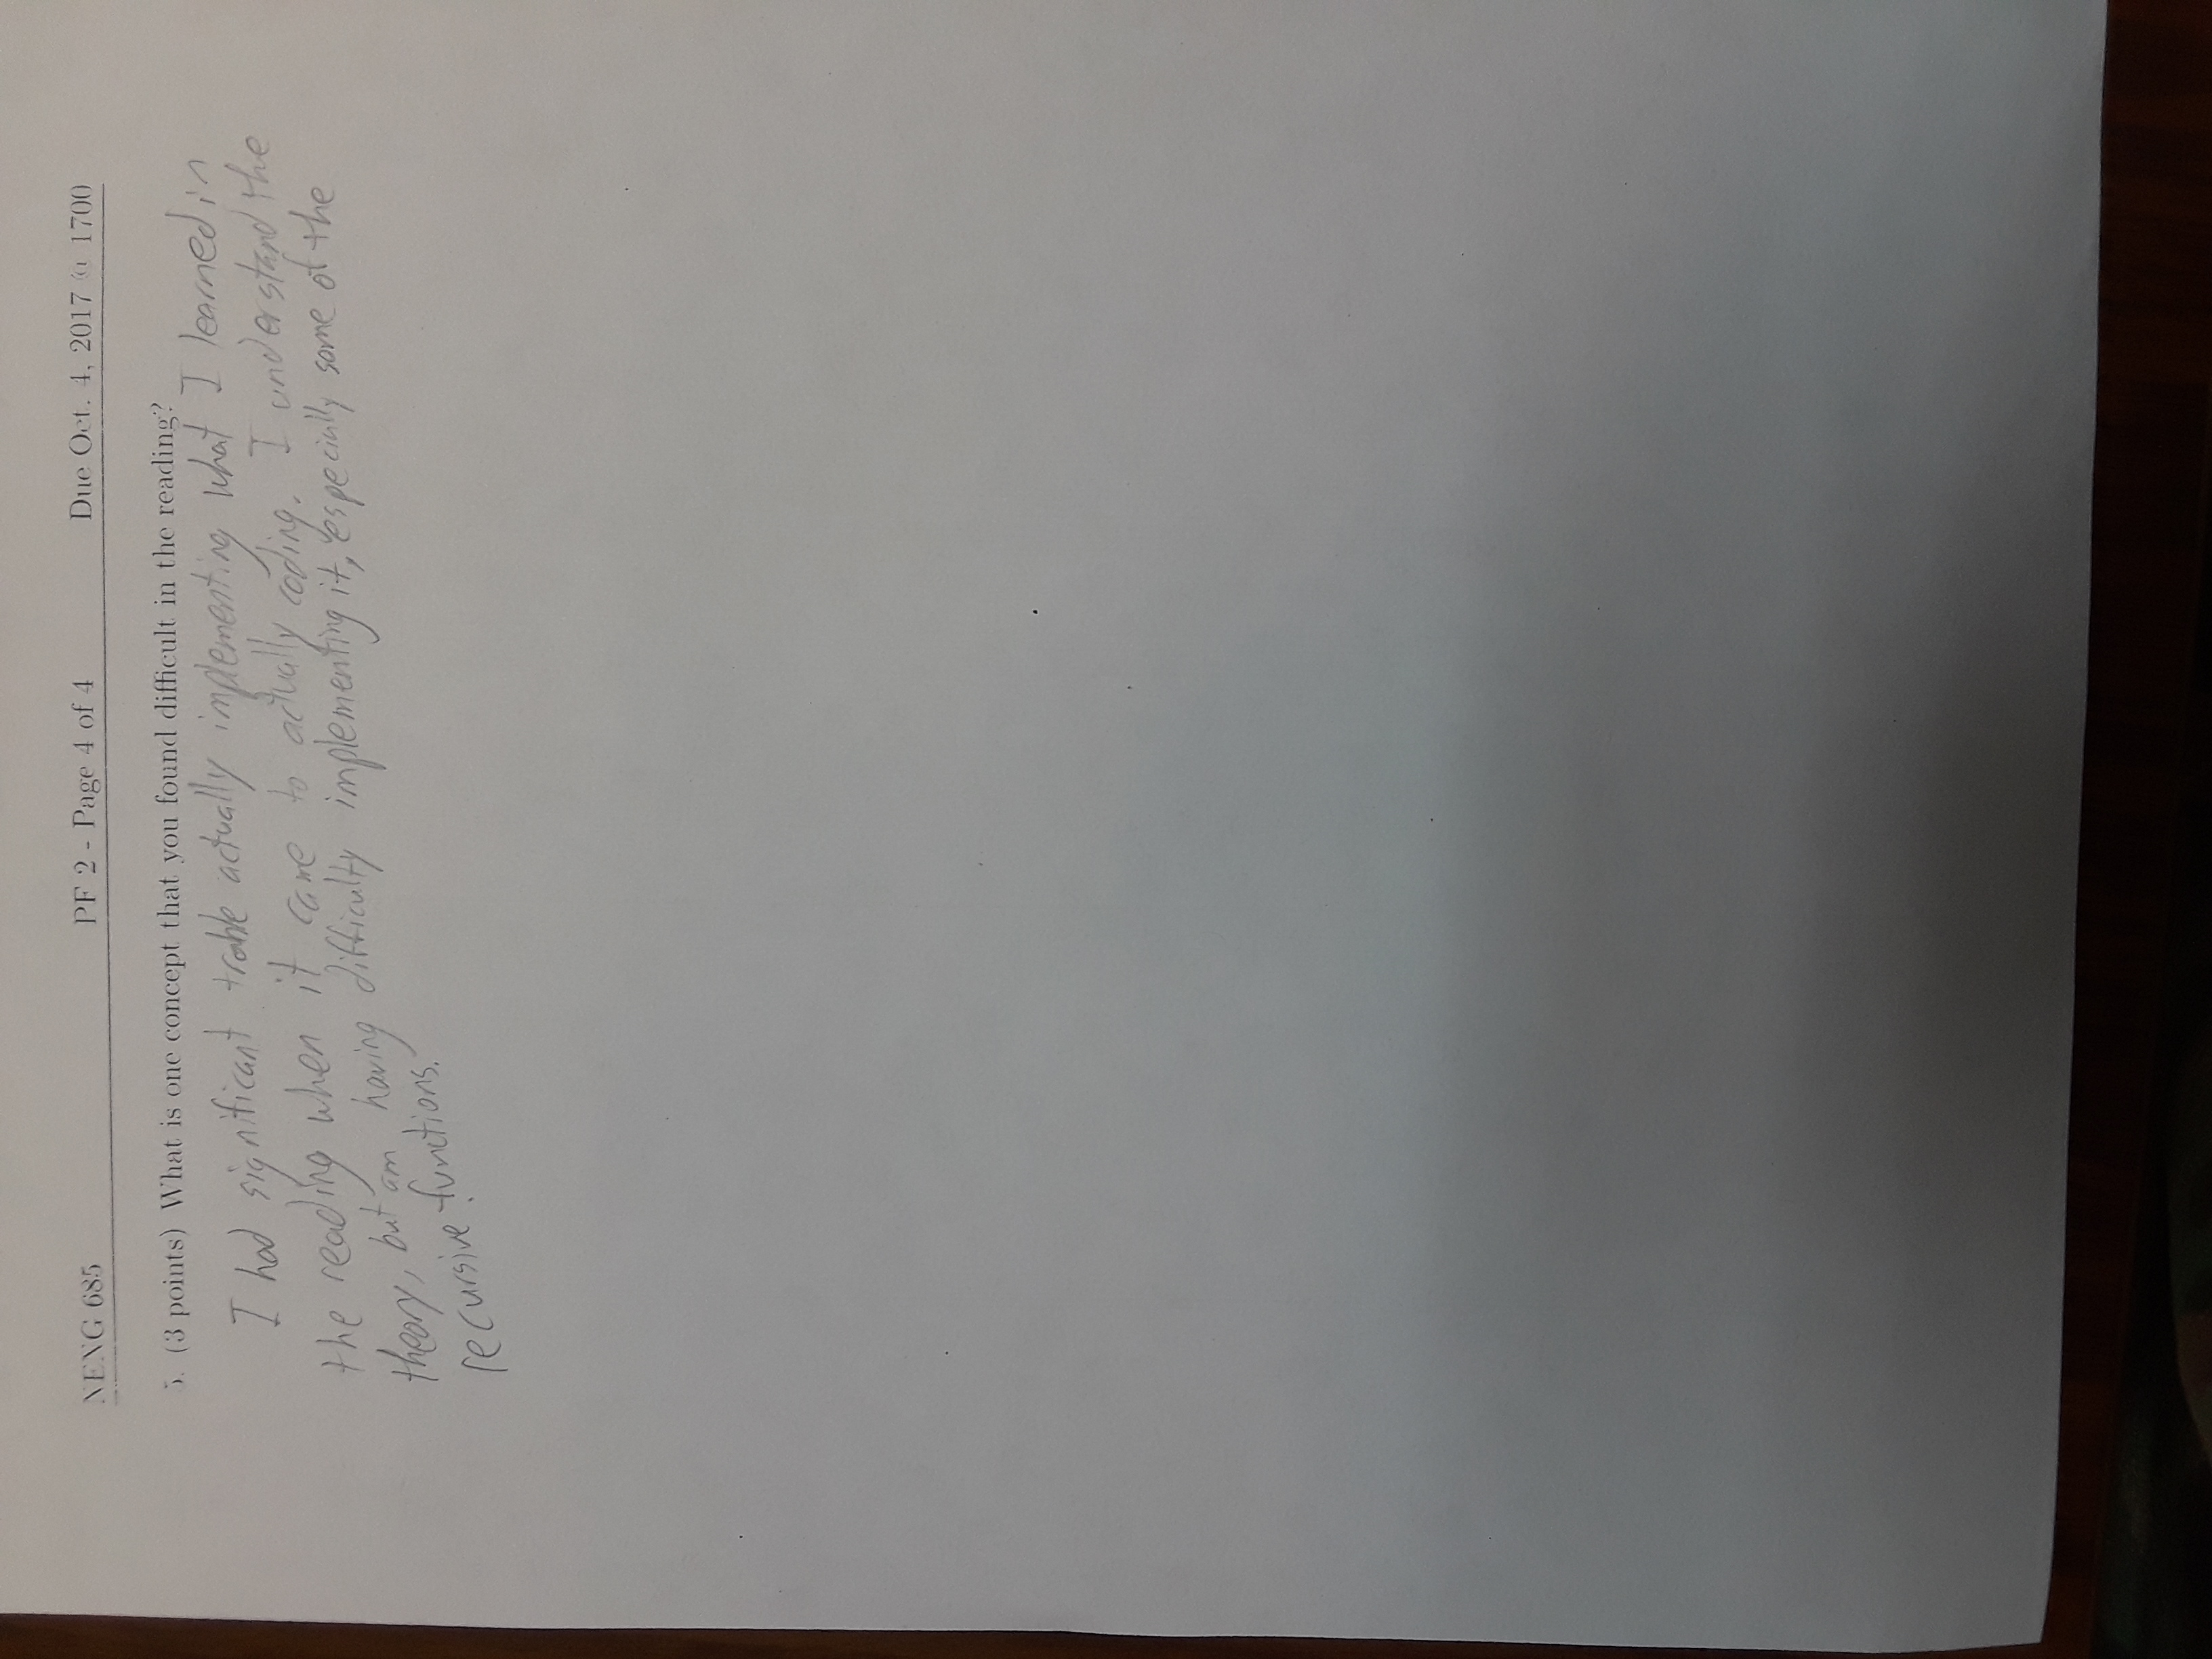 NENG 685 PF 2 - Page 4 of 4 Due Oct. 4, 2017 @ 1700
5. (3 points) What is one concept that you found difficult in the reading?
I had significant trouble actually implementing what I learned in
the reading when it came to actually coding. I understand the
theory, but am having difficulty implementing it, especially some of the
recursive functions.